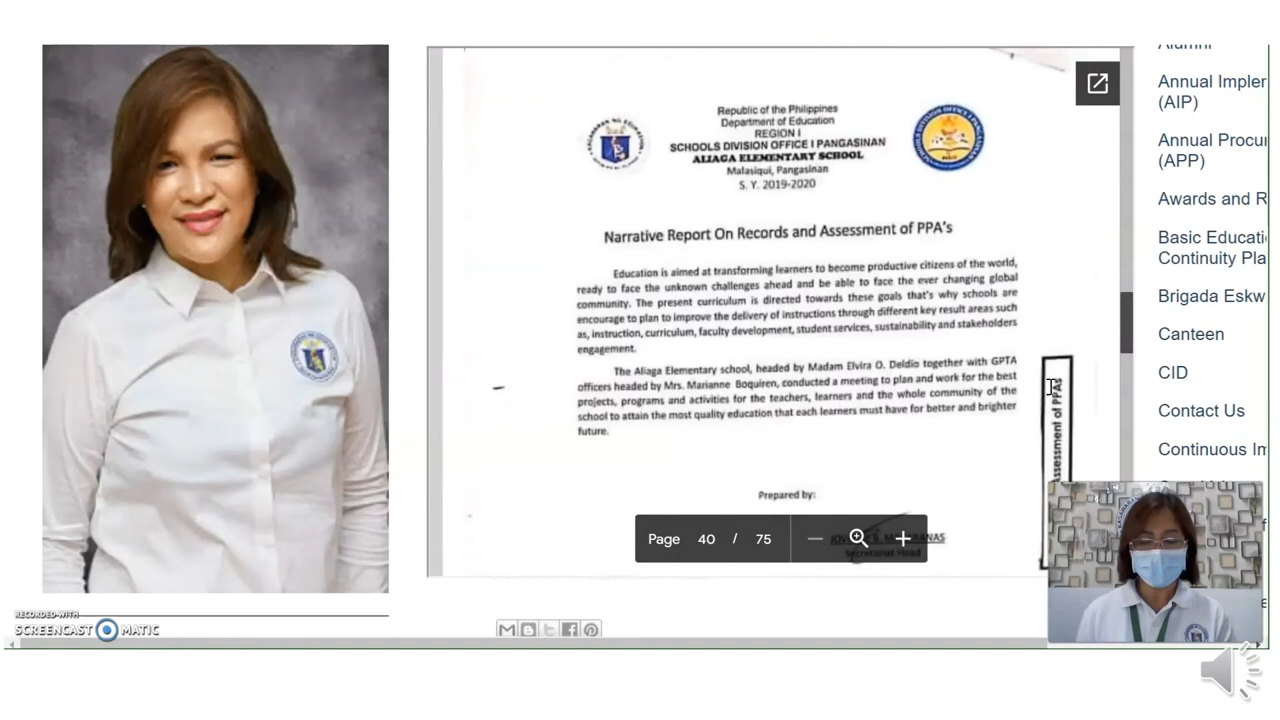 Republic of the Philippines
Department of Education
REGION I
SCHOOLS DIVISION OFFICE I PANGASINAN
ALIAGA ELEMENTARY SCHOOL
Malasiqui, Pangasinan
S. Y. 2019-2020
Narrative Report On Records and Assessment of PPA's
Education is aimed at transforming learners to become productive citizens of the world,
ready to face the unknown challenges ahead and be able to face the ever changing global
community. The present curriculum is directed towards these goals that's why schools are
encourage to plan to improve the delivery of instructions through different key result areas such
as, instruction, curriculum, faculty development, student services, sustainability and stakeholders
engagement.
The Aliaga Elementary school, headed by Madam Elvira O. Deldio together with GPTA
officers headed by Mrs. Marianne Boquiren, conducted a meeting to plan and work for the best
projects, programs and activities for the teachers, learners and the whole community of the
school to attain the most quality education that each learners must have for better and brighter
future.
Prepared by:
Secretariat Head
Page 40 / 75
Assessment of PPAs
Alumni
Annual Impler
(AIP)
Annual Procu
(APP)
Awards and R
Basic Educati
Continuity Pla
Brigada Eskw
Canteen
CID
Contact Us
Continuous Im
RECORDED WITH
SCREENCAST MATIC